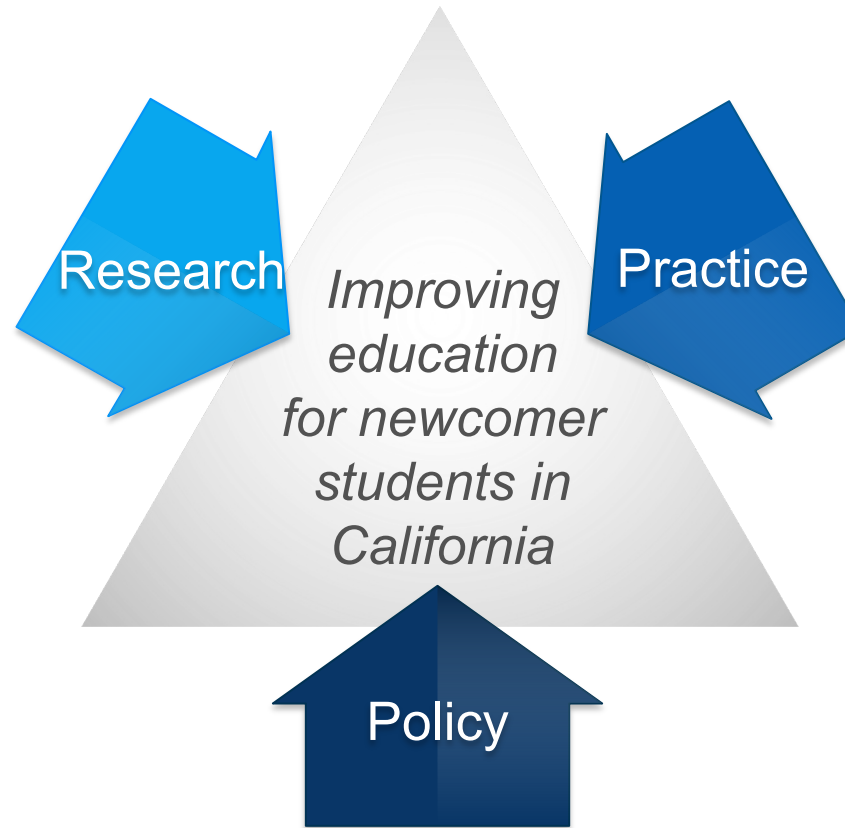 Research
Practice
Improving
education
for newcomer
students in
California
Policy